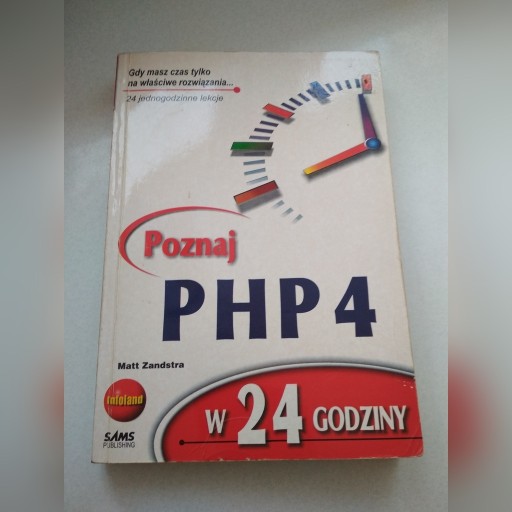 Gdy masz czas tylko
na właściwe rozwiązania...
24 jednogodzinne lekcje
Poznaj
PHP 4
Matt Zandstra
infoland
SAMS
PUBLISHING
W 24 GODZINY